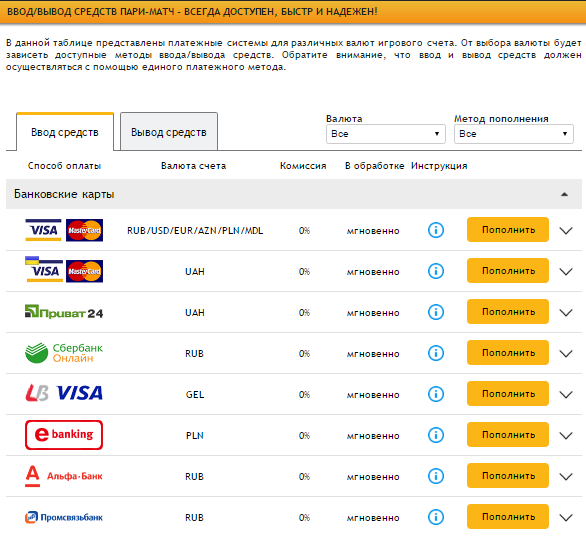 ВВОД/ВЫВОД СРЕДСТВ ПАРИ-МАТЧ - ВСЕГДА ДОСТУПЕН, БЫСТР И НАДЕЖЕН!
В данной таблице представлены платежные системы для различных валют игрового счета. От выбора валюты будет
зависеть доступные методы ввода/вывода средств. Обратите внимание, что ввод и вывод средств должен
осуществляться с помощью единого платежного метода.
Валюта Метод пополнения
Ввод средств Вывод средств Все Все
Способ оплаты Валюта счета Комиссия В обработке Инструкция
Банковские карты
VISA MasterCard RUB/USD/EUR/AZN/PLN/MDL 0% мгновенно i Пополнить
VISA MasterCard UAH 0% мгновенно i Пополнить
Приват 24 UAH 0% мгновенно i Пополнить
Сбербанк
Онлайн RUB 0% мгновенно i Пополнить
LB VISA GEL 0% мгновенно i Пополнить
e banking PLN 0% мгновенно i Пополнить
Альфа·Банк RUB 0% мгновенно i Пополнить
Промсвязьбанк RUB 0% мгновенно i Пополнить